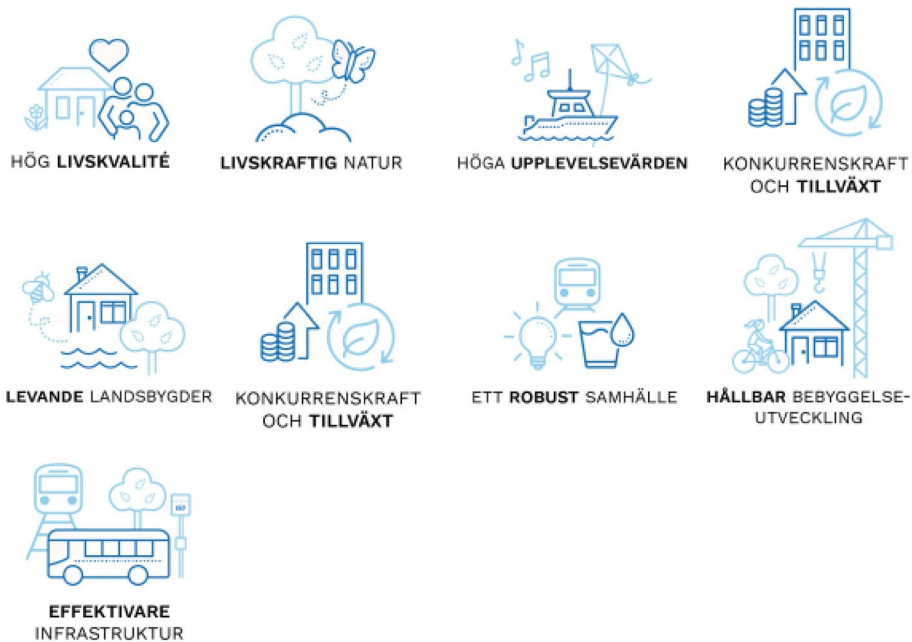 HÖG LIVSKVALITÉ
LIVSKRAFTIG NATUR
HÖGA UPPLEVELSEVÄRDEN
KONKURRENSKRAFT
OCH TILLVÄXT
LEVANDE LANDSBYGDER
KONKURRENSKRAFT
OCH TILLVÄXT
ETT ROBUST SAMHÄLLE
HÅLLBAR BEBYGGELSE-
UTVECKLING
EFFEKTIVARE
INFRASTRUKTUR